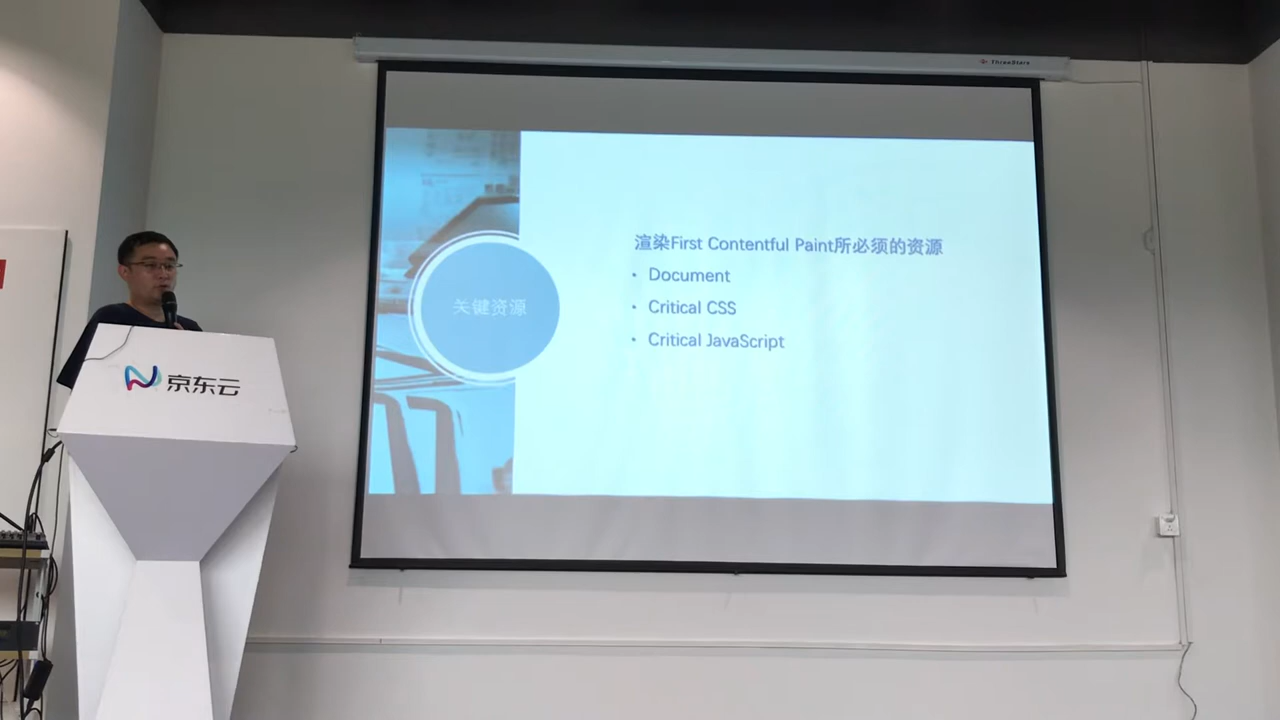 ThreeStars
渲染First Contentful Paint所必须的资源
• Document
• Critical CSS
• Critical JavaScript
关键资源
京东云